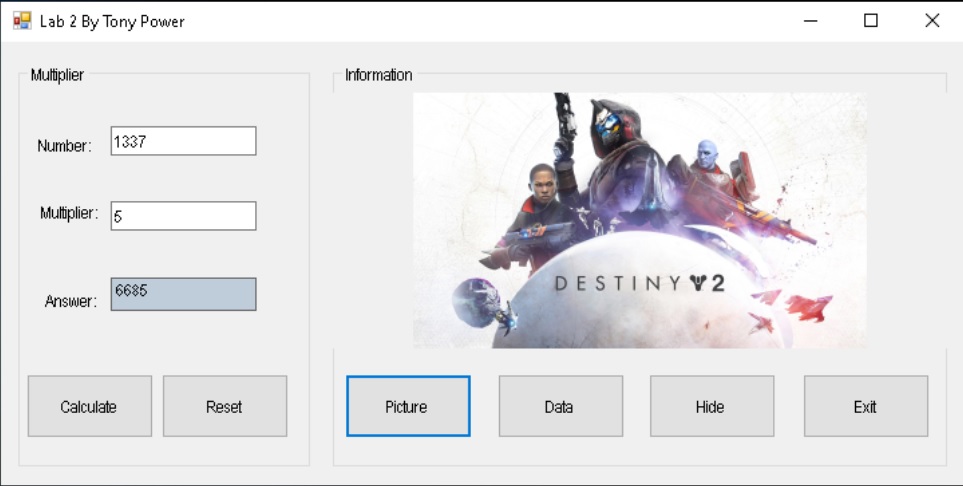 Lab 2 By Tony Power
Multiplier
Number: 1337
Multiplier: 5
Answer: 6685
Calculate Reset
Information
DESTINY 2
Picture Data Hide Exit